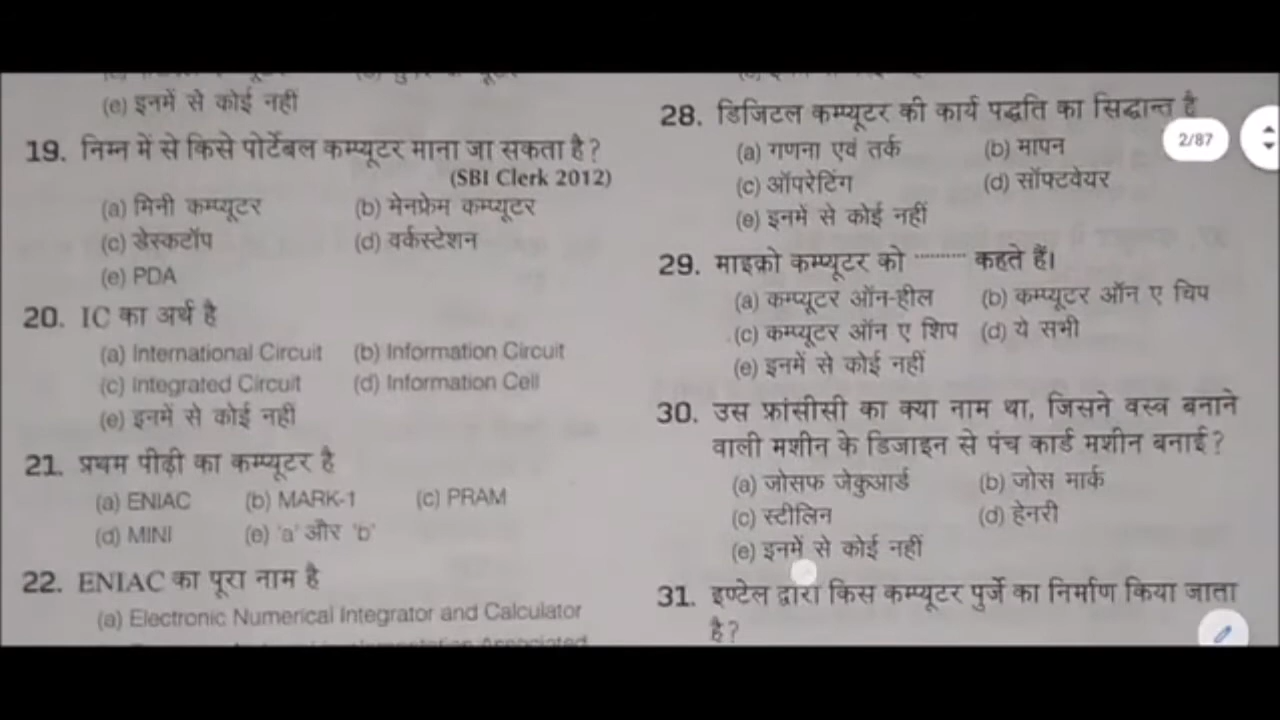 (e) इनमें से कोई नहीं
19. निम्न में से किसे पोर्टेबल कम्प्यूटर माना जा सकता है?
(SBI Clerk 2012)
(a) मिनी कम्प्यूटर (b) मेनफ्रेम कम्प्यूटर
(c) डेस्कटॉप (d) वर्कस्टेशन
(e) PDA
20. IC का अर्थ है
(a) International Circuit (b) Information Circuit
(c) Integrated Circuit (d) Information Cell
(e) इनमें से कोई नहीं
21. प्रथम पीढ़ी का कम्प्यूटर है
(a) ENIAC (b) MARK-1 (c) PRAM
(d) MINI (e) 'a' और 'b'
22. ENIAC का पूरा नाम है
(a) Electronic Numerical Integrator and Calculator
28. डिजिटल कम्प्यूटर की कार्य पद्धति का सिद्धान्त है
(a) गणना एवं तर्क (b) मापन
(c) ऑपरेटिंग (d) सॉफ्टवेयर
(e) इनमें से कोई नहीं
29. माइक्रो कम्प्यूटर को ········· कहते हैं।
(a) कम्प्यूटर ऑन-हील (b) कम्प्यूटर ऑन ए चिप
(c) कम्प्यूटर ऑन ए शिप (d) ये सभी
(e) इनमें से कोई नहीं
30. उस फ्रांसीसी का क्या नाम था, जिसने वस्त्र बनाने
वाली मशीन के डिजाइन से पंच कार्ड मशीन बनाई?
(a) जोसफ जेकुआर्ड (b) जोस मार्क
(c) स्टीलिन (d) हेनरी
(e) इनमें से कोई नहीं
31. इण्टेल द्वारा किस कम्प्यूटर पुर्जे का निर्माण किया जाता
है?
2/87